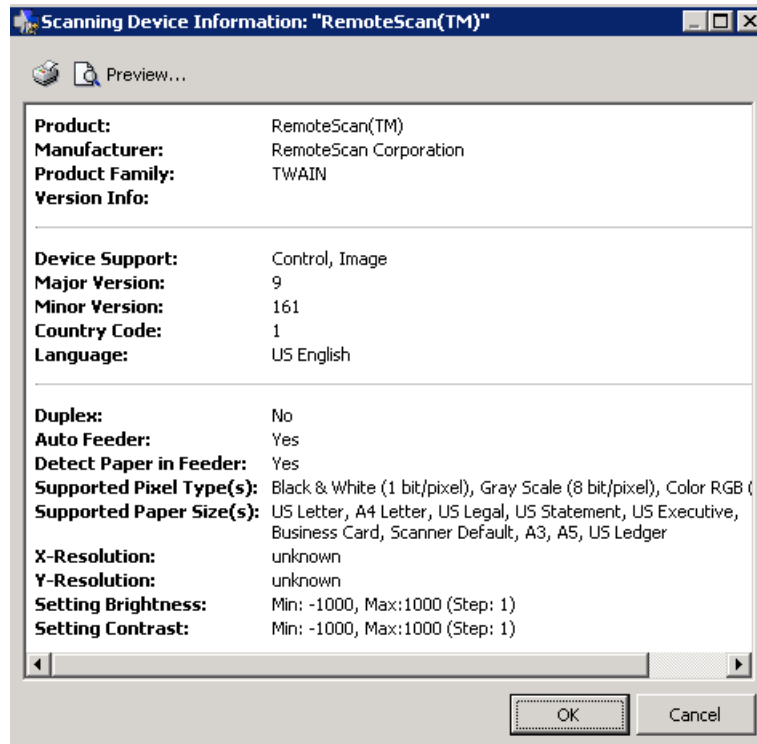 Scanning Device Information: "RemoteScan(TM)"
Preview...
Product: RemoteScan(TM)
Manufacturer: RemoteScan Corporation
Product Family: TWAIN
Version Info:
Device Support: Control, Image
Major Version: 9
Minor Version: 161
Country Code: 1
Language: US English
Duplex: No
Auto Feeder: Yes
Detect Paper in Feeder: Yes
Supported Pixel Type(s): Black & White (1 bit/pixel), Gray Scale (8 bit/pixel), Color RGB (
Supported Paper Size(s): US Letter, A4 Letter, US Legal, US Statement, US Executive,
Business Card, Scanner Default, A3, A5, US Ledger
X-Resolution: unknown
Y-Resolution: unknown
Setting Brightness: Min: -1000, Max:1000 (Step: 1)
Setting Contrast: Min: -1000, Max:1000 (Step: 1)
OK Cancel